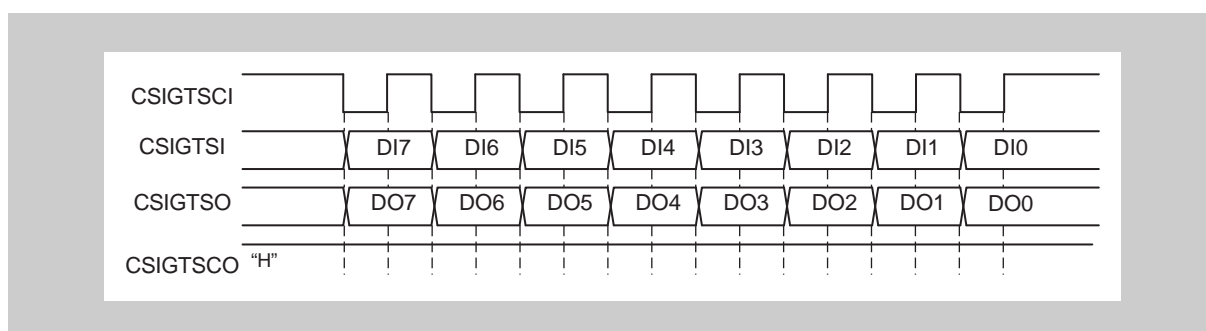 CSIGTSCI
CSIGTSI DI7 DI6 DI5 DI4 DI3 DI2 DI1 DI0
CSIGTSO DO7 DO6 DO5 DO4 DO3 DO2 DO1 DO0
CSIGTSCO “H”